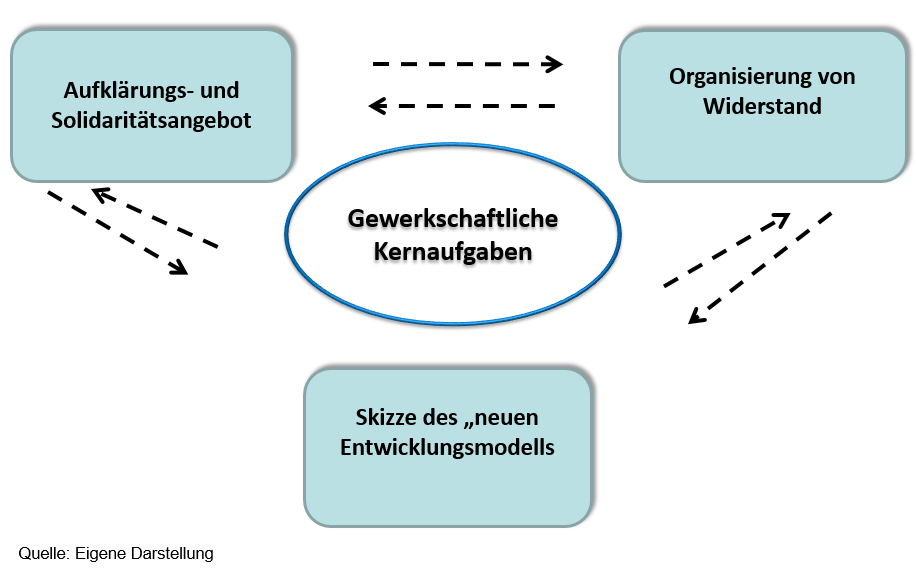 Aufklärungs- und
Solidaritätsangebot
Organisierung von
Widerstand
Gewerkschaftliche
Kernaufgaben
Skizze des „neuen
Entwicklungsmodells
Quelle: Eigene Darstellung